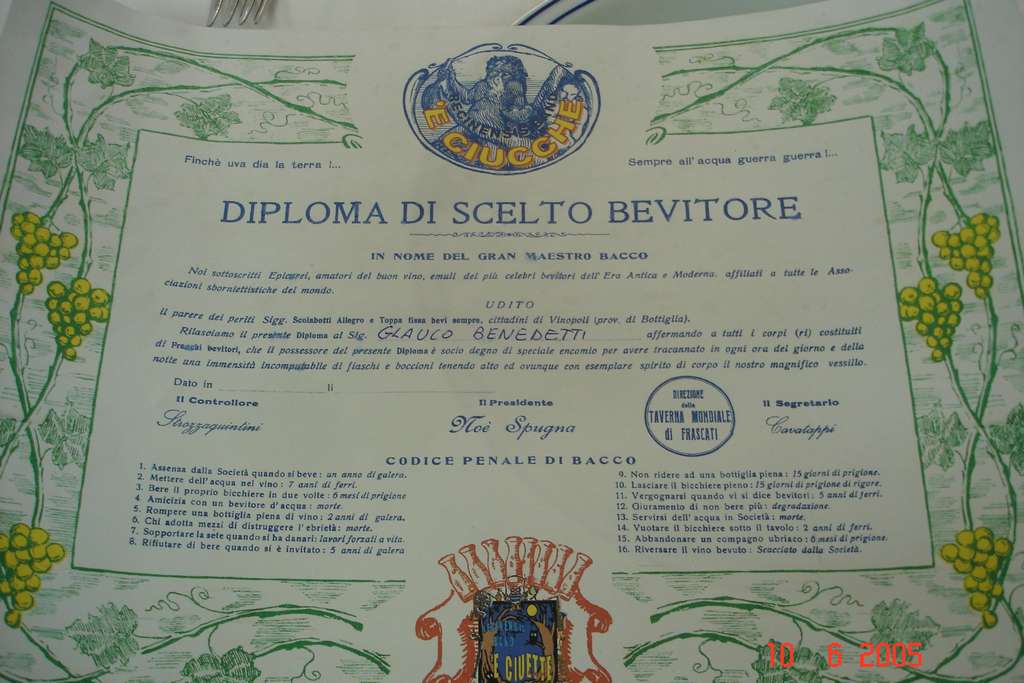 È CIUCCHE
Finchè uva dia la terra !...
Sempre all'acqua guerra guerra !...
DIPLOMA DI SCELTO BEVITORE
IN NOME DEL GRAN MAESTRO BACCO
Noi sottoscritti Epicurei, amatori del buon vino, emuli dei più celebri bevitori dell'Era Antica e Moderna, affiliati a tutte le Asso-
ciazioni sborniettistiche del mondo.
UDITO
il parere dei periti Sigg. Scolabotti Allegro e Toppa fissa bevi sempre, cittadini di Vinopoli (prov. di Bottiglia).
Rilasciamo il presente Diploma al Sig. GLAUCO BENEDETTI affermando a tutti i corpi (ri) costituiti
di Franchi bevitori, che il possessore del presente Diploma è socio degno di speciale encomio per avere tracannato in ogni ora del giorno e della
notte una immensità incomputabile di fiaschi e boccioni tenendo alto ed ovunque con esemplare spirito di corpo il nostro magnifico vessillo.
Dato in li
Il Controllore
Il Presidente
Il Segretario
Strozzaquintini
Noè Spugna
Cavatappi
DIREZIONE
della
TAVERNA MONDIALE
di FRASCATI
CODICE PENALE DI BACCO
1. Assenza dalla Società quando si beve : un anno di galera.
2. Mettere dell'acqua nel vino : 7 anni di ferri.
3. Bere il proprio bicchiere in due volte : 6 mesi di prigione
4. Amicizia con un bevitore d'acqua : morte.
5. Rompere una bottiglia piena di vino : 2 anni di galera.
6. Chi adotta mezzi di distruggere l'ebrietà : morte.
7. Sopportare la sete quando si ha danari: lavori forzati a vita.
8. Rifiutare di bere quando si è invitato : 5 anni di galera
9. Non ridere ad una bottiglia piena : 15 giorni di prigione.
10. Lasciare il bicchiere pieno : 15 giorni di prigione di rigore.
11. Vergognarsi quando vi si dice bevitori : 5 anni di ferri.
12. Giuramento di non bere più : degradazione.
13. Servirsi dell'acqua in Società : morte.
14. Vuotare il bicchiere sotto il tavolo : 2 anni di ferri.
15. Abbandonare un compagno ubriaco : 6 mesi di prigione.
16. Riversare il vino bevuto : Scacciato dalla Società.
E CIUETTE
10 6 2005